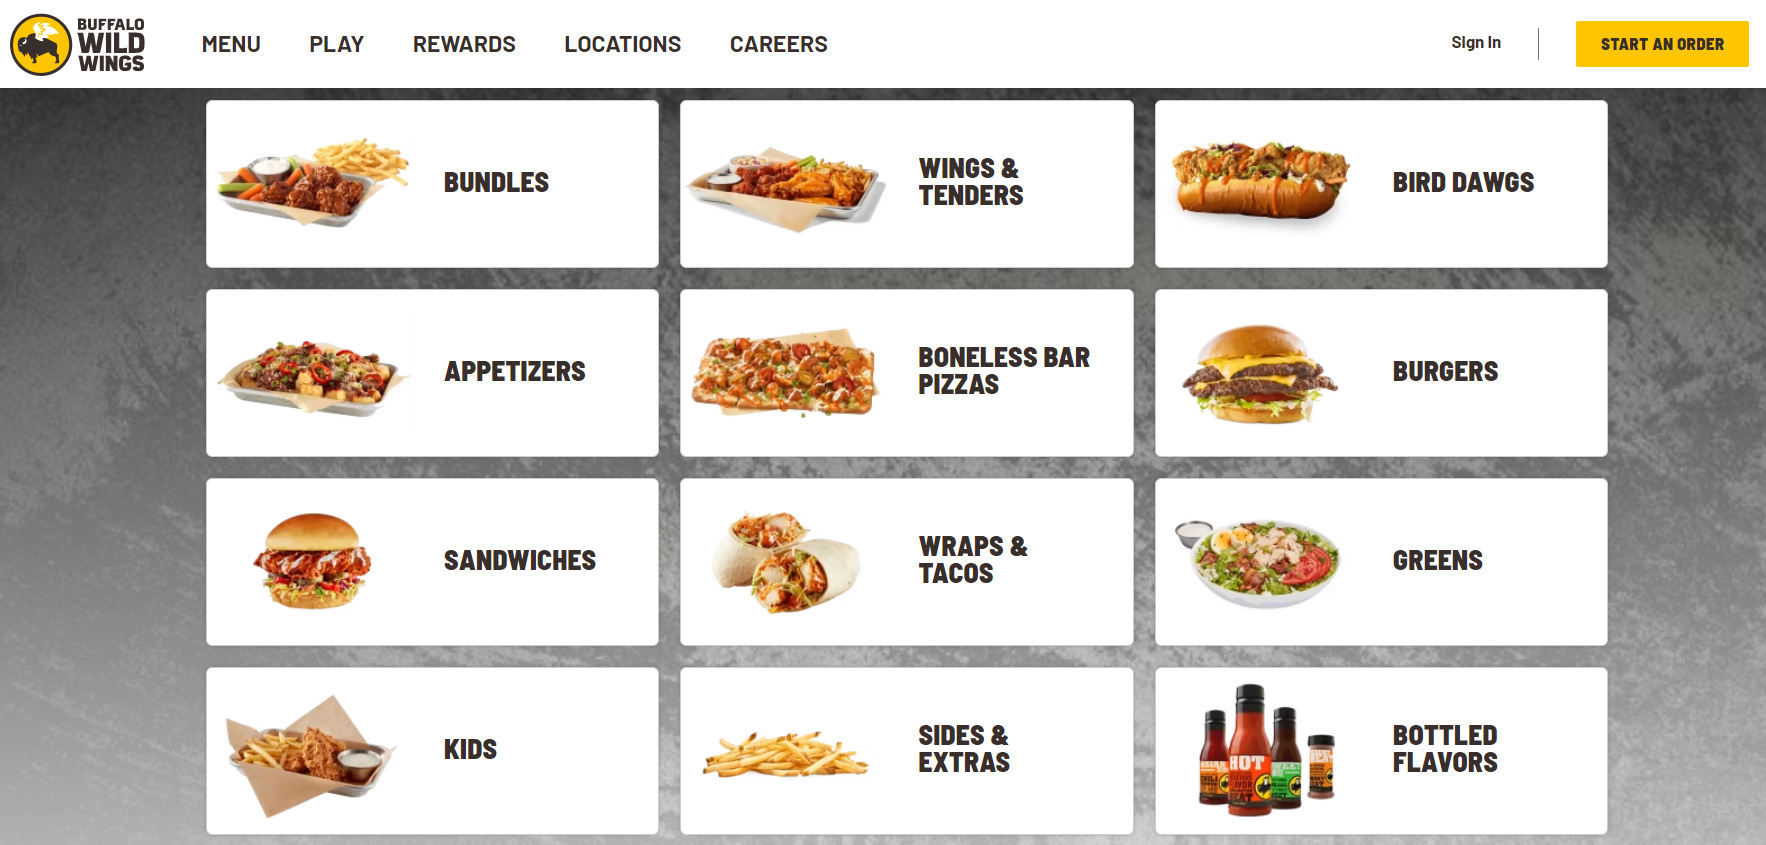 BUFFALO
WILD
WINGS
MENU
PLAY
REWARDS
LOCATIONS
CAREERS
Sign In
START AN ORDER
BUNDLES
WINGS &
TENDERS
BIRD DAWGS
APPETIZERS
BONELESS BAR
PIZZAS
BURGERS
SANDWICHES
WRAPS &
TACOS
GREENS
KIDS
SIDES &
EXTRAS
HOT
BOTTLED
FLAVORS